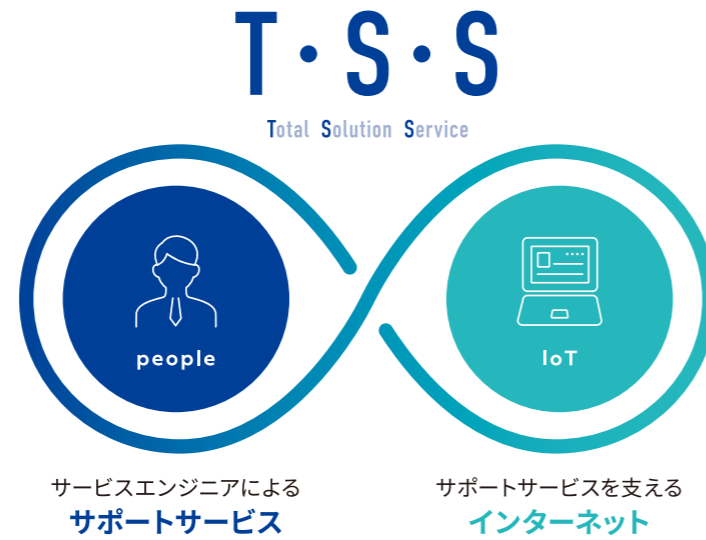 T・S・S
Total Solution Service
people
IoT
サービスエンジニアによる
サポートサービス
サポートサービスを支える
インターネット